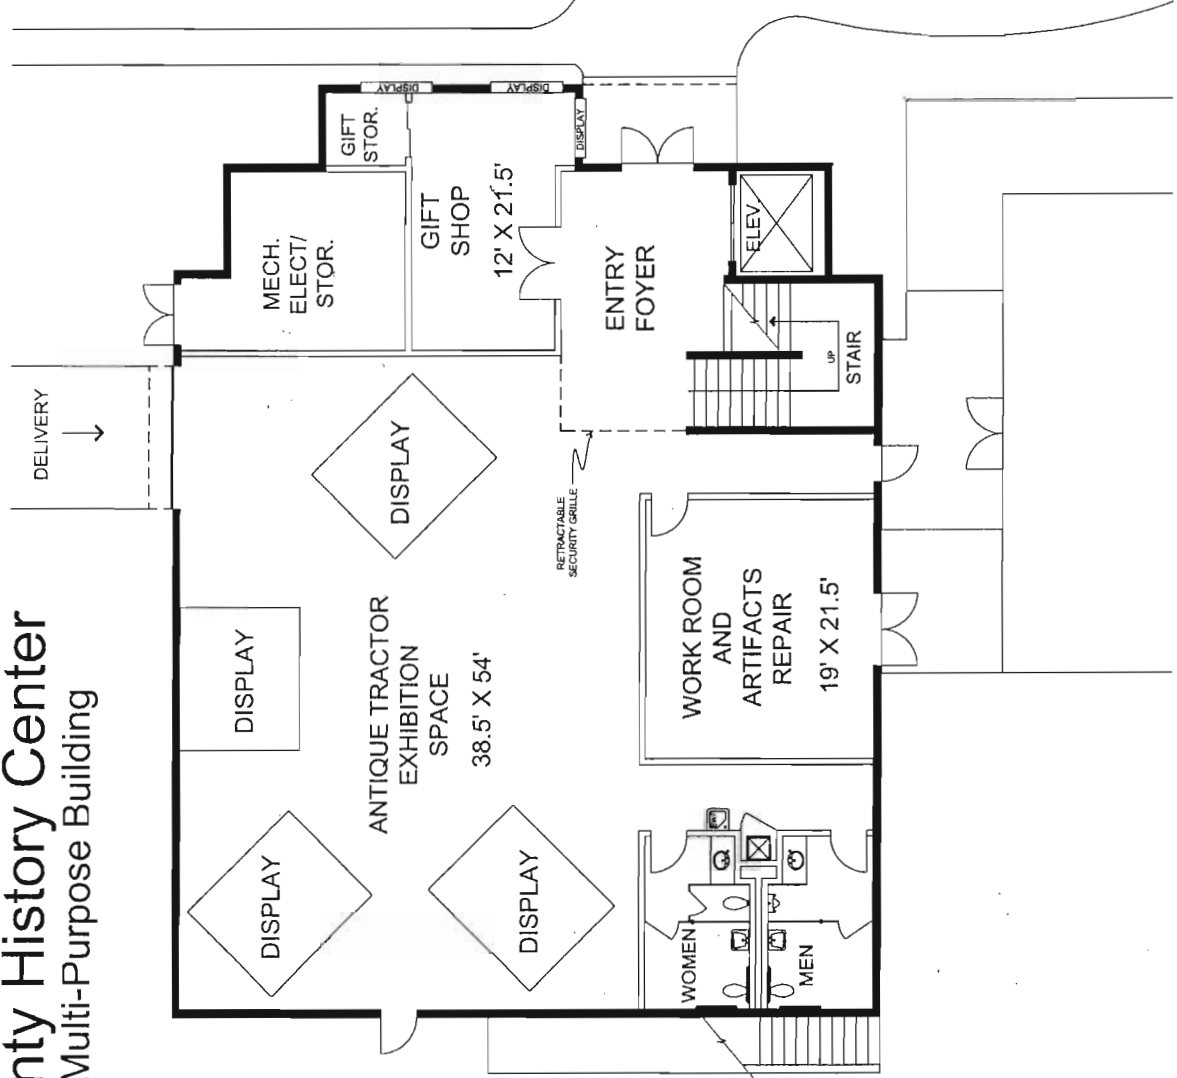 nty History Center
Multi-Purpose Building
DELIVERY
DISPLAY
DISPLAY
DISPLAY
GIFT
STOR.
MECH.
ELECT/
STOR.
GIFT
SHOP
12' X 21.5'
ENTRY
FOYER
ELEV.
UP
STAIR
DISPLAY
RETRACTABLE
SECURITY GRILLE
DISPLAY
ANTIQUE TRACTOR
EXHIBITION
SPACE
38.5' X 54'
WORK ROOM
AND
ARTIFACTS
REPAIR
19' X 21.5'
DISPLAY
DISPLAY
WOMEN
MEN